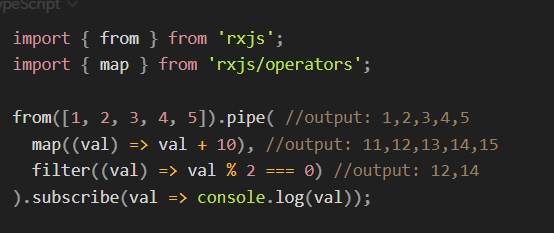 ypeScript
import { from } from 'rxjs';
import { map } from 'rxjs/operators';
from([1, 2, 3, 4, 5]).pipe( //output: 1,2,3,4,5
map((val) => val + 10), //output: 11,12,13,14,15
filter((val) => val % 2 === 0) //output: 12,14
).subscribe(val => console.log(val));